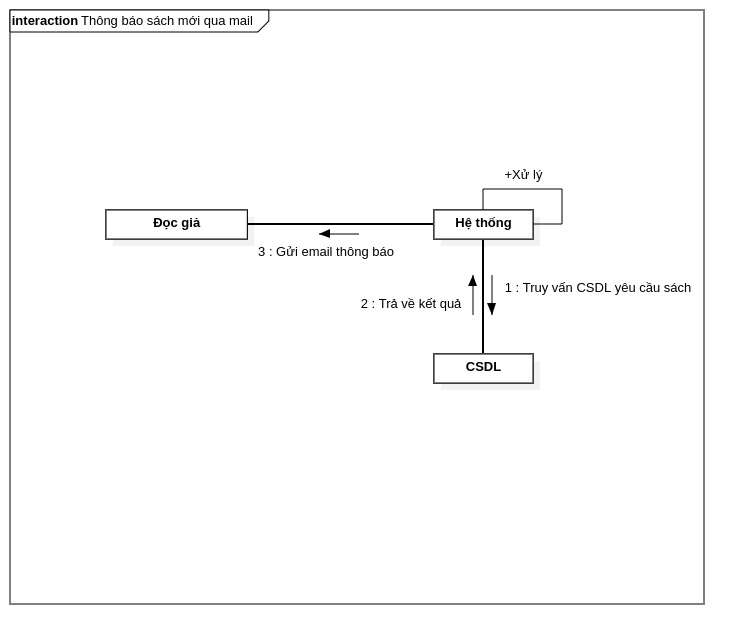 interaction Thông báo sách mới qua mail
+Xử lý
Đọc giả
Hệ thống
3 : Gửi email thông báo
1 : Truy vấn CSDL yêu cầu sách
2 : Trả về kết quả
CSDL